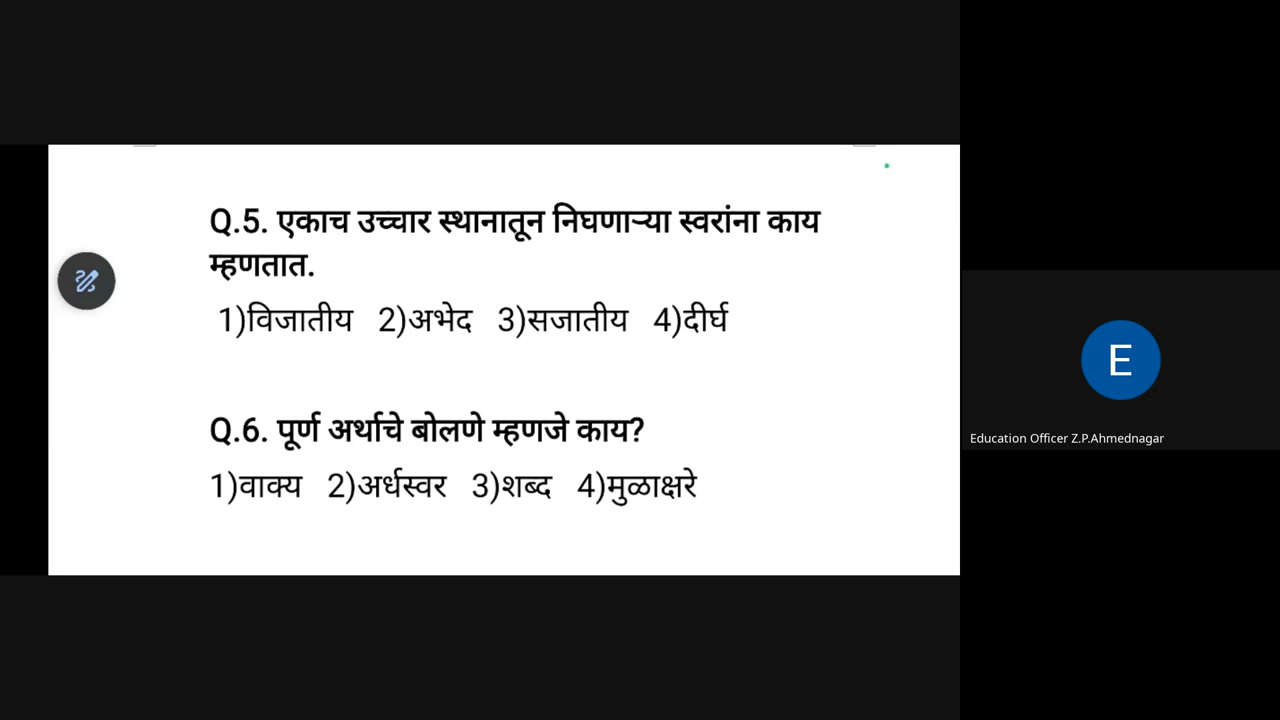 Q.5. एकाच उच्चार स्थानातून निघणाऱ्या स्वरांना काय
म्हणतात.
1)विजातीय 2)अभेद 3)सजातीय 4)दीर्घ
Q.6. पूर्ण अर्थाचे बोलणे म्हणजे काय?
1)वाक्य 2)अर्धस्वर 3)शब्द 4)मुळाक्षरे
E
Education Officer Z.P.Ahmednagar